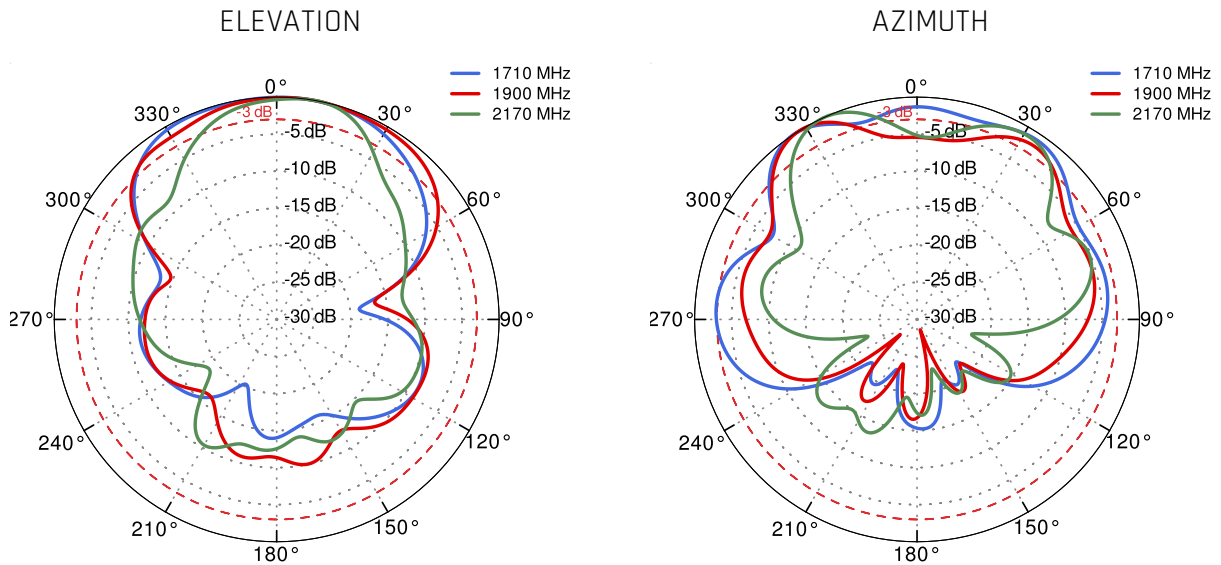 ELEVATION
1710 MHz
1900 MHz
2170 MHz
0°
330°
-3 dB
30°
-5 dB
-10 dB
300°
60°
-15 dB
-20 dB
-25 dB
270°
-30 dB
90°
240°
120°
210°
150°
180°
AZIMUTH
1710 MHz
1900 MHz
2170 MHz
0°
330°
-3 dB
30°
-5 dB
-10 dB
300°
60°
-15 dB
-20 dB
-25 dB
270°
-30 dB
90°
240°
120°
210°
150°
180°